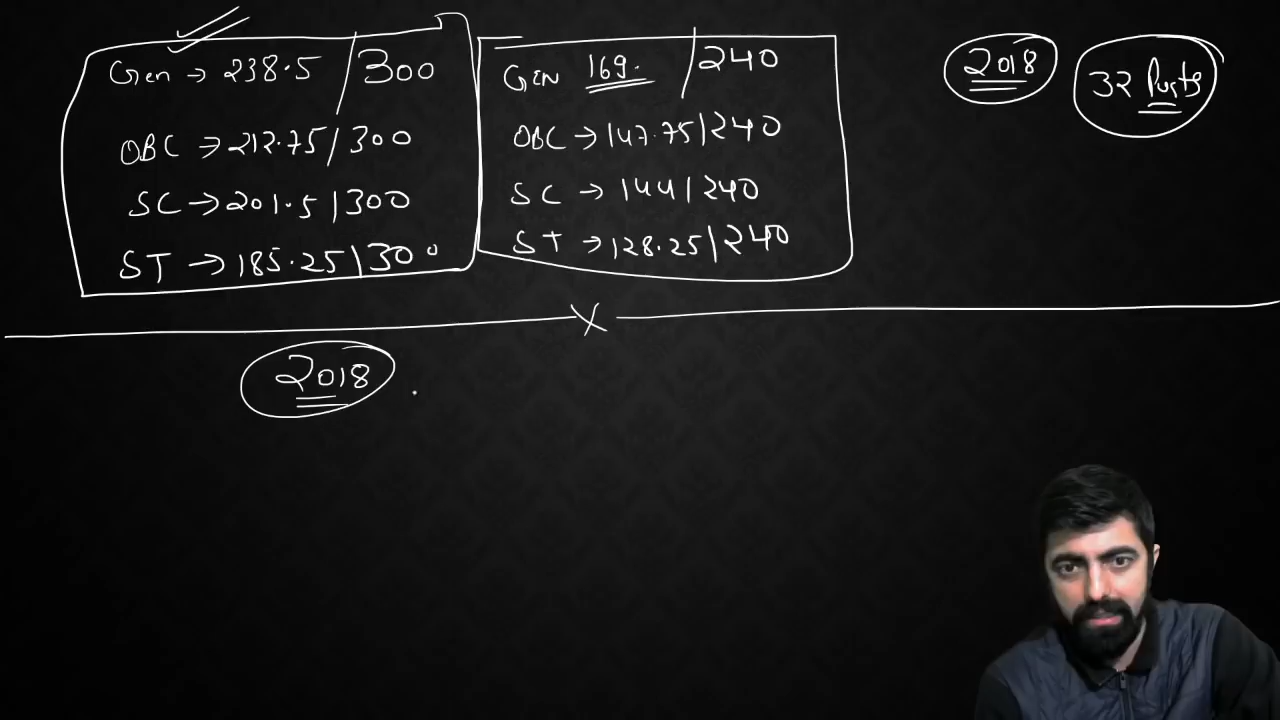 Gen → 238.5 / 300
OBC → 212.75 / 300
SC → 201.5 / 300
ST → 185.25 / 300
GEN 169. / 240
OBC → 147.75 / 240
SC → 144 / 240
ST → 128.25 / 240
2018
32 Posts
X
2018